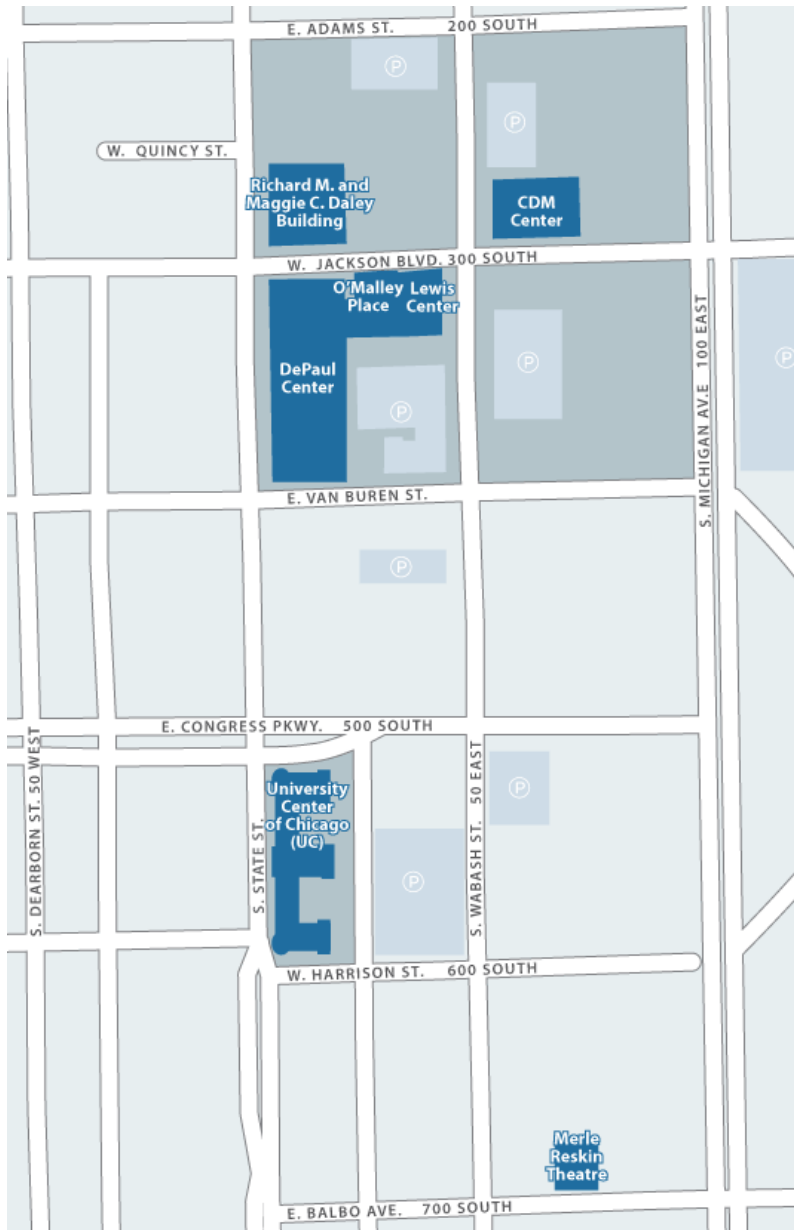 E. ADAMS ST. 200 SOUTH
P
P
W. QUINCY ST.
Richard M. and
Maggie C. Daley
Building
CDM
Center
W. JACKSON BLVD. 300 SOUTH
O'Malley
Place
Lewis
Center
DePaul
Center
P
P
P
S. MICHIGAN AV.E 100 EAST
E. VAN BUREN ST.
P
E. CONGRESS PKWY. 500 SOUTH
S. DEARBORN ST. 50 WEST
S. STATE ST.
University
Center
of Chicago
(UC)
P
P
S. WABASH ST. 50 EAST
W. HARRISON ST. 600 SOUTH
Merle
Reskin
Theatre
E. BALBO AVE. 700 SOUTH